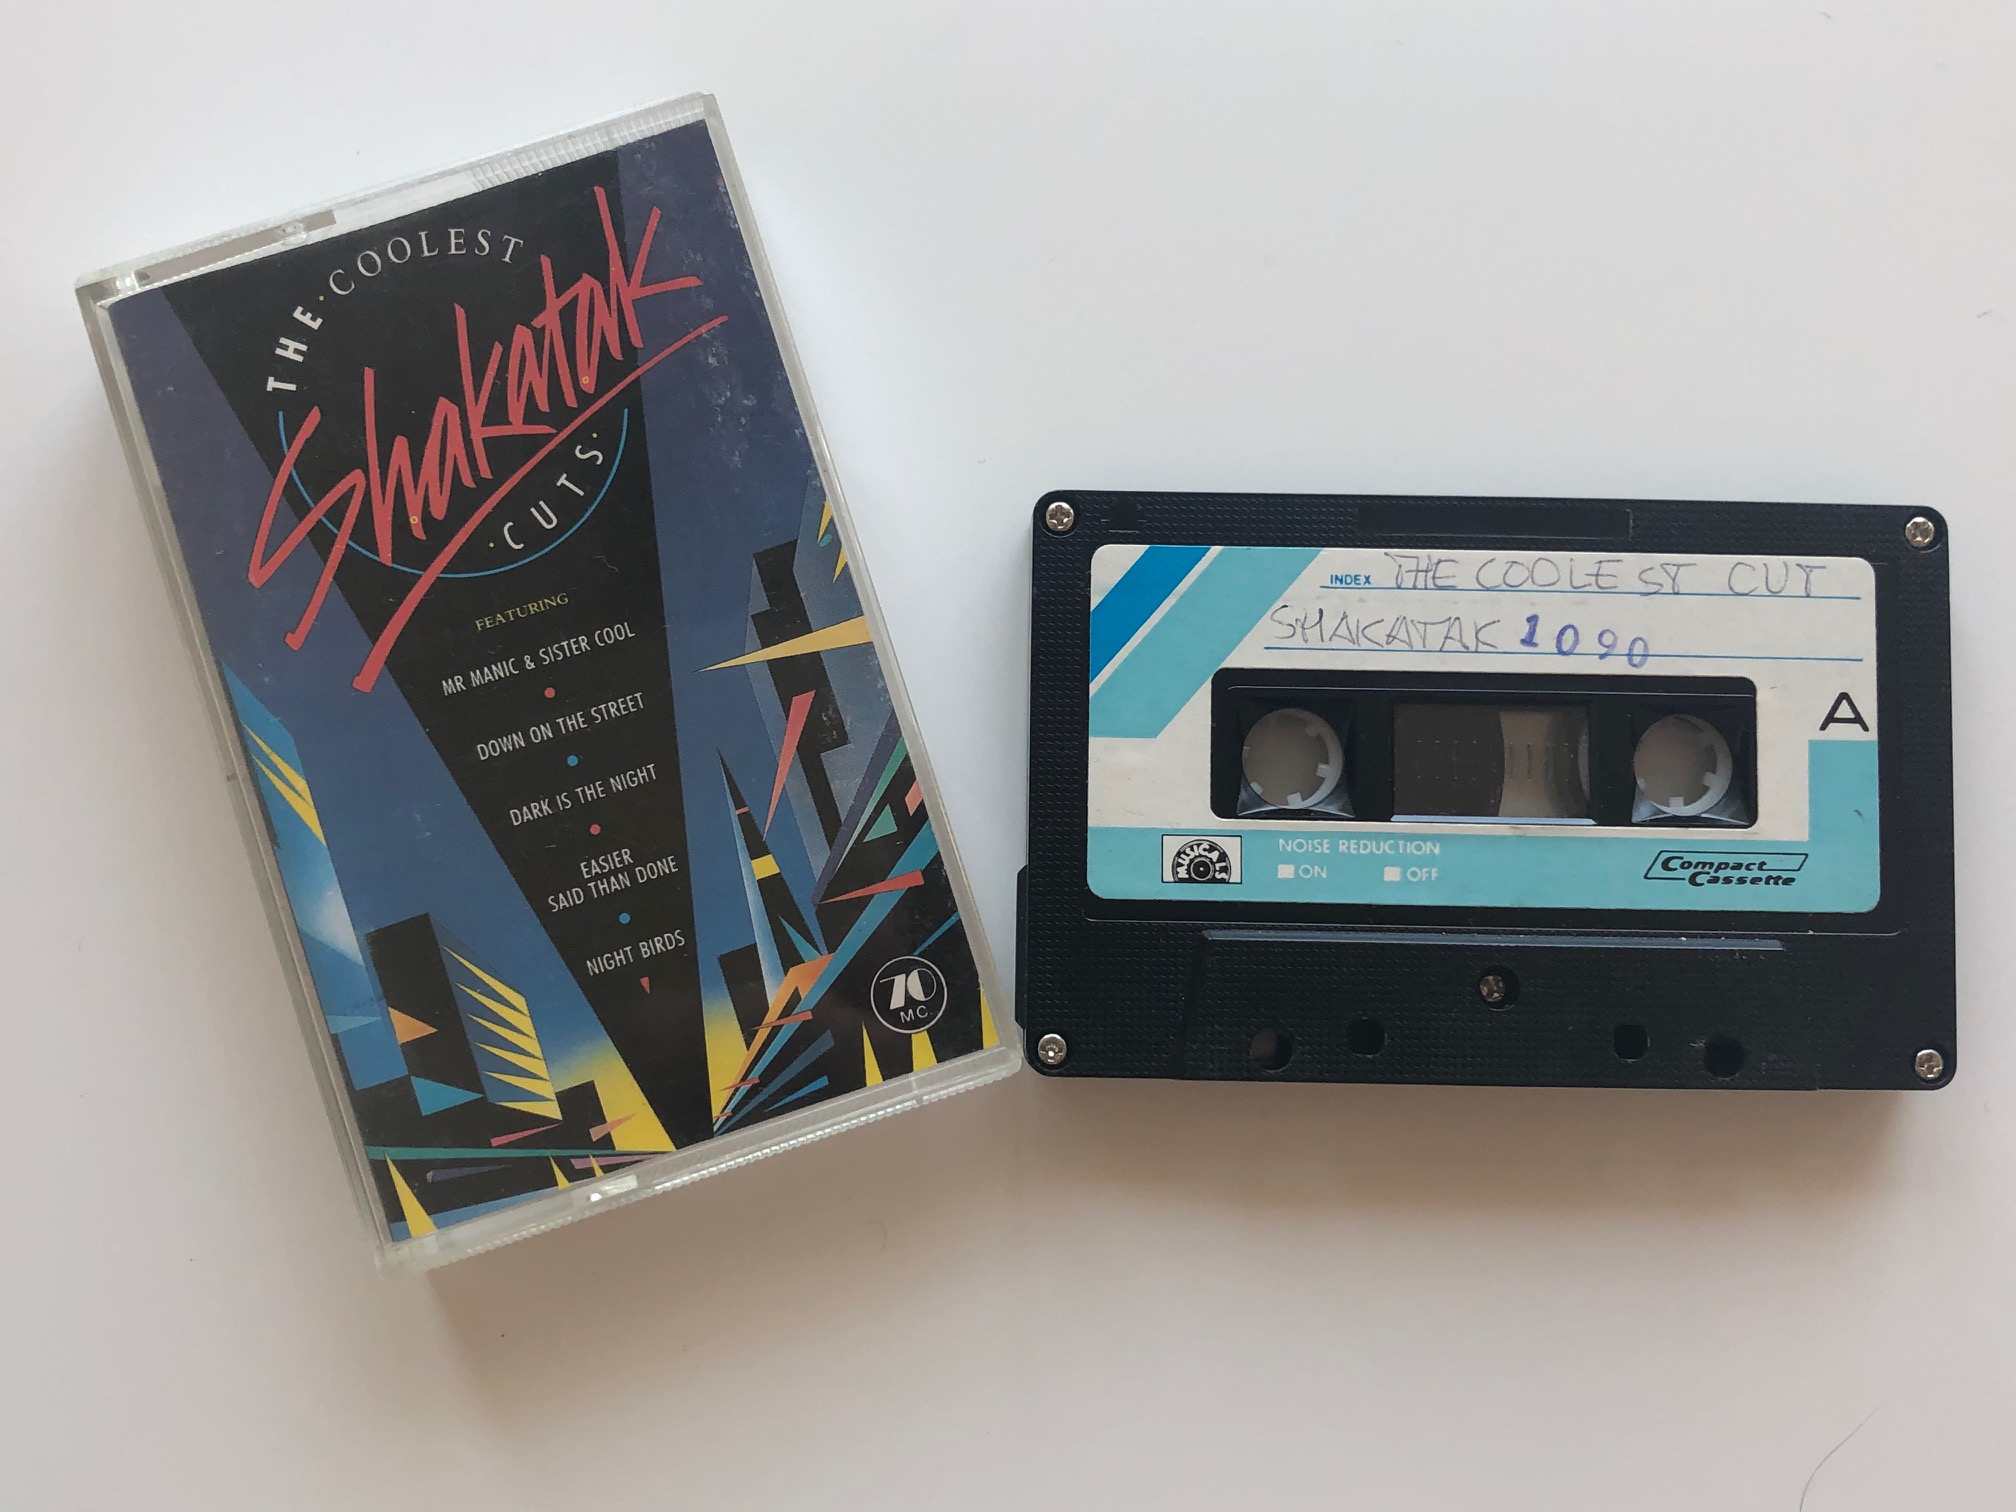 THE · COOLEST
Shakatak
· CUTS ·
FEATURING
MR MANIC & SISTER COOL
DOWN ON THE STREET
DARK IS THE NIGHT
EASIER
SAID THAN DONE
NIGHT BIRDS
70
MC.
INDEX THE COOLEST CUT
SHAKATAK 1090
A
MUSICALS
NOISE REDUCTION
ON OFF
Compact
Cassette